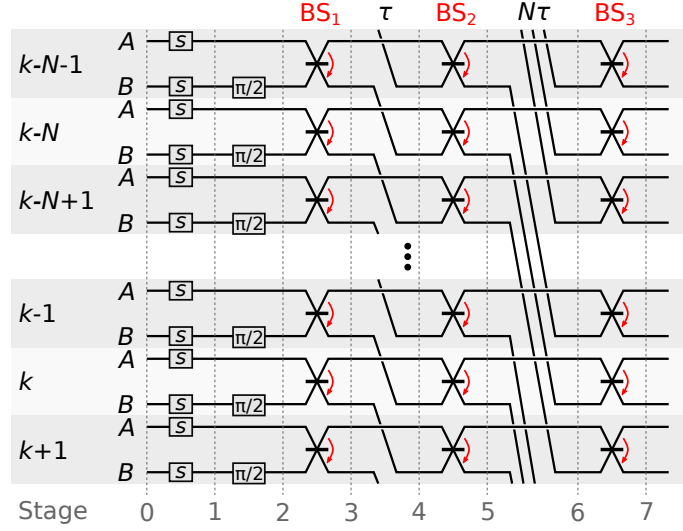 BS₁ τ BS₂ Nτ BS₃
A s
k-N-1
B s π/2
A s
k-N
B s π/2
A s
k-N+1
B s π/2
A s
k-1
B s π/2
A s
k
B s π/2
A s
k+1
B s π/2
Stage 0 1 2 3 4 5 6 7